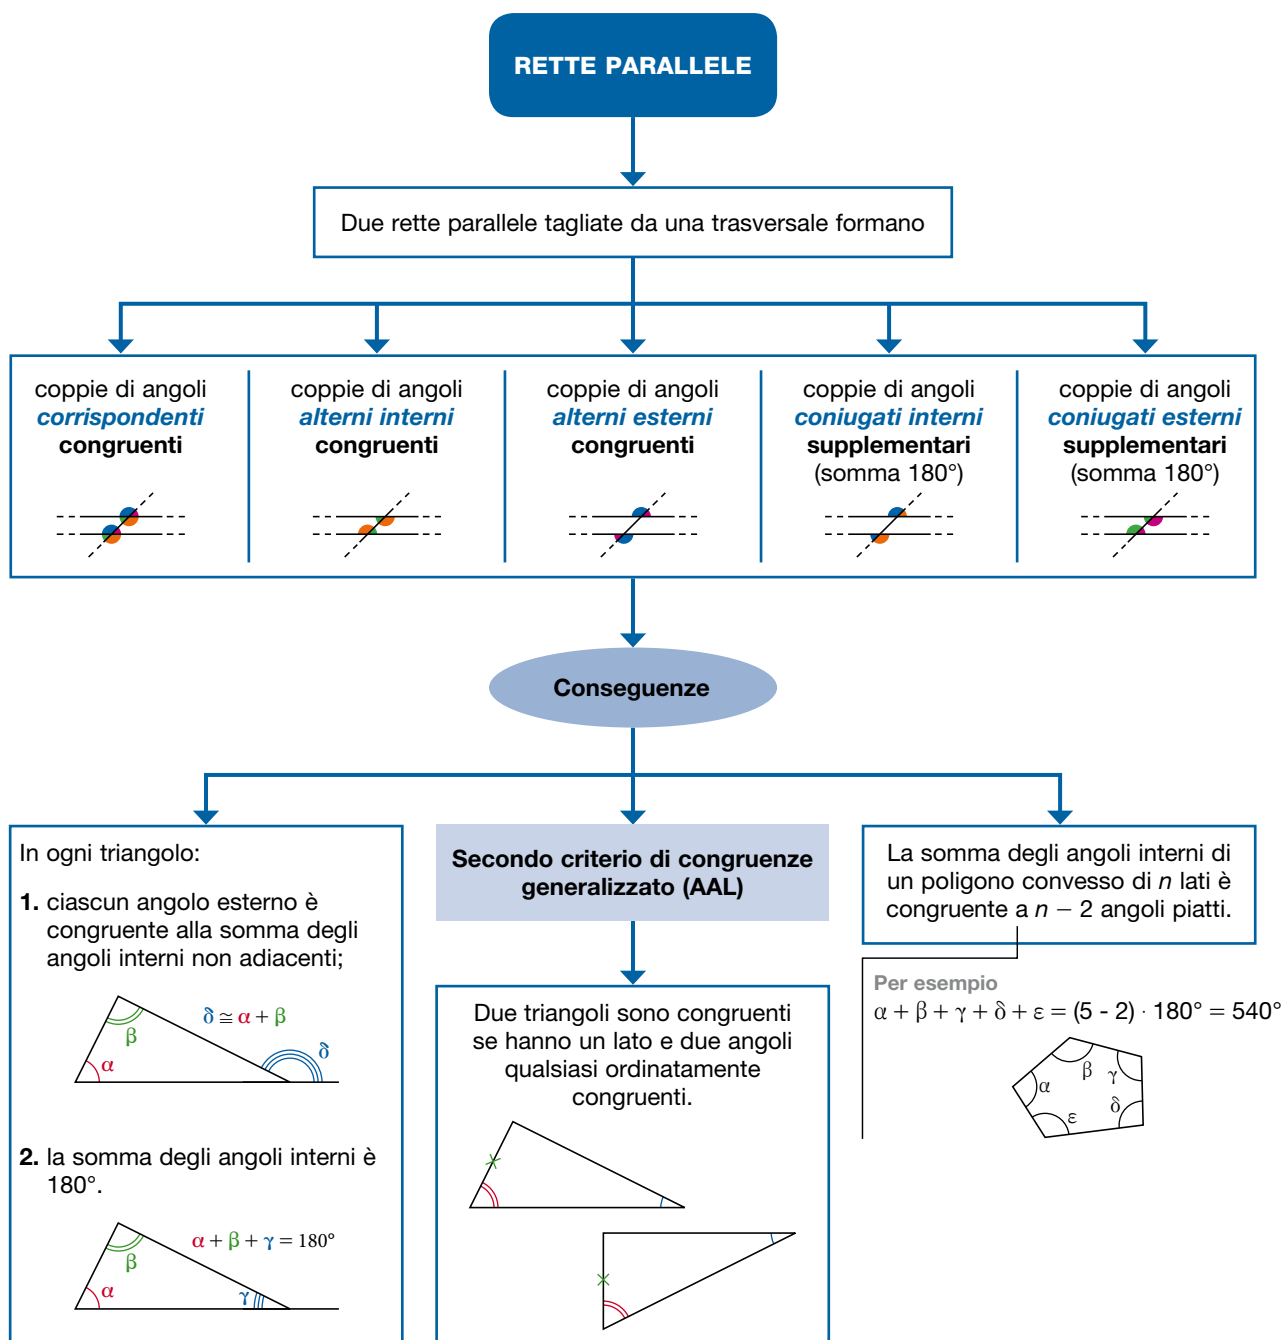 RETTE PARALLELE
Due rette parallele tagliate da una trasversale formano
coppie di angoli
corrispondenti
congruenti
coppie di angoli
alterni interni
congruenti
coppie di angoli
alterni esterni
congruenti
coppie di angoli
coniugati interni
supplementari
(somma 180°)
coppie di angoli
coniugati esterni
supplementari
(somma 180°)
Conseguenze
In ogni triangolo:
1. ciascun angolo esterno è
congruente alla somma degli
angoli interni non adiacenti;
δ ≅ α + β
β
α
δ
2. la somma degli angoli interni è
180°.
α + β + γ = 180°
β
α
γ
Secondo criterio di congruenze
generalizzato (AAL)
Due triangoli sono congruenti
se hanno un lato e due angoli
qualsiasi ordinatamente
congruenti.
La somma degli angoli interni di
un poligono convesso di n lati è
congruente a n − 2 angoli piatti.
Per esempio
α + β + γ + δ + ε = (5 - 2) · 180° = 540°
α
β
γ
δ
ε